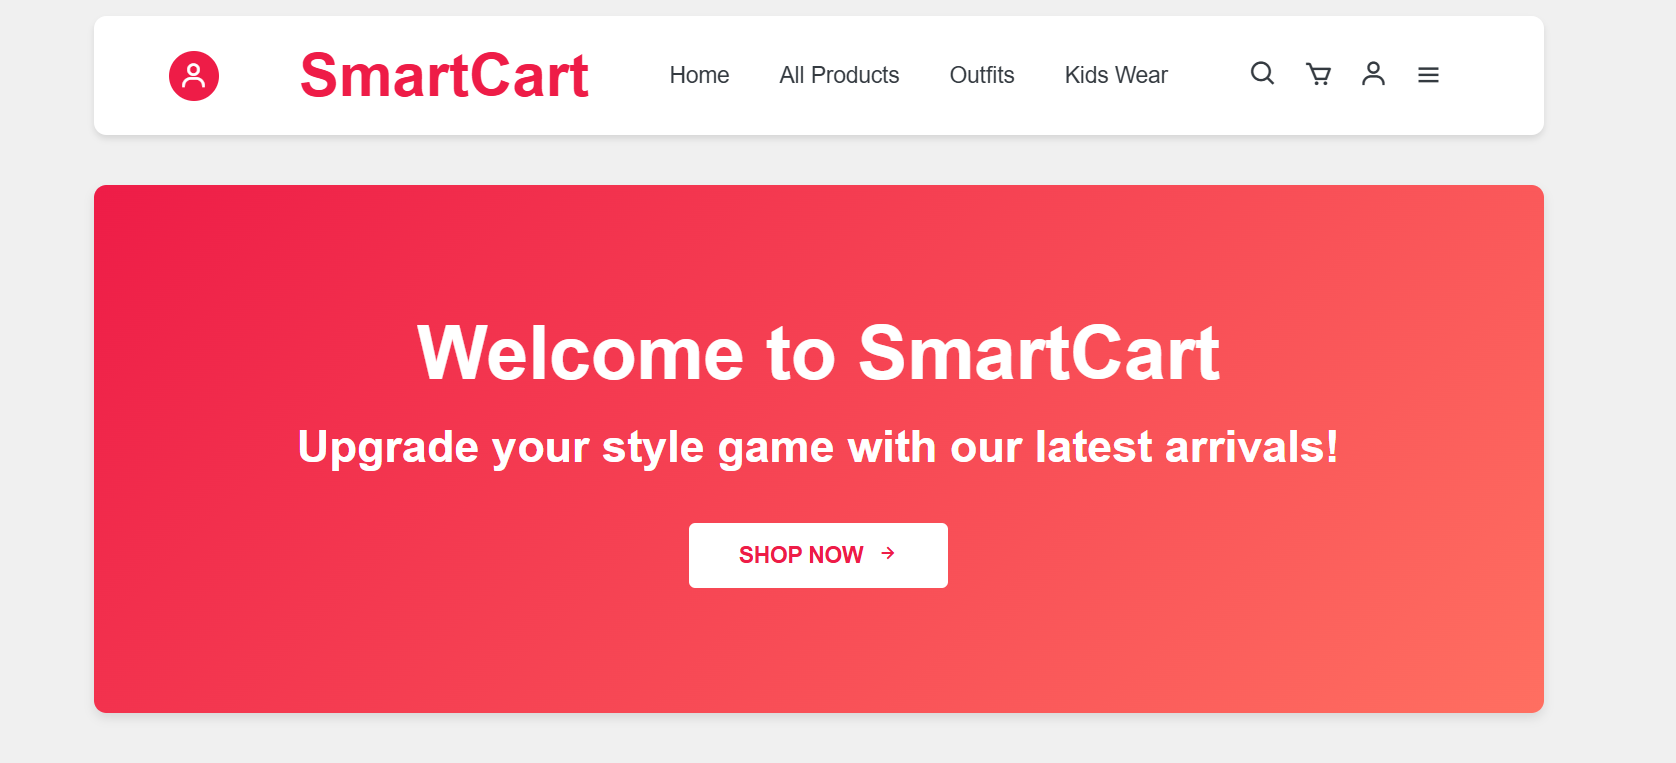 SmartCart Home All Products Outfits Kids Wear
Welcome to SmartCart
Upgrade your style game with our latest arrivals!
SHOP NOW